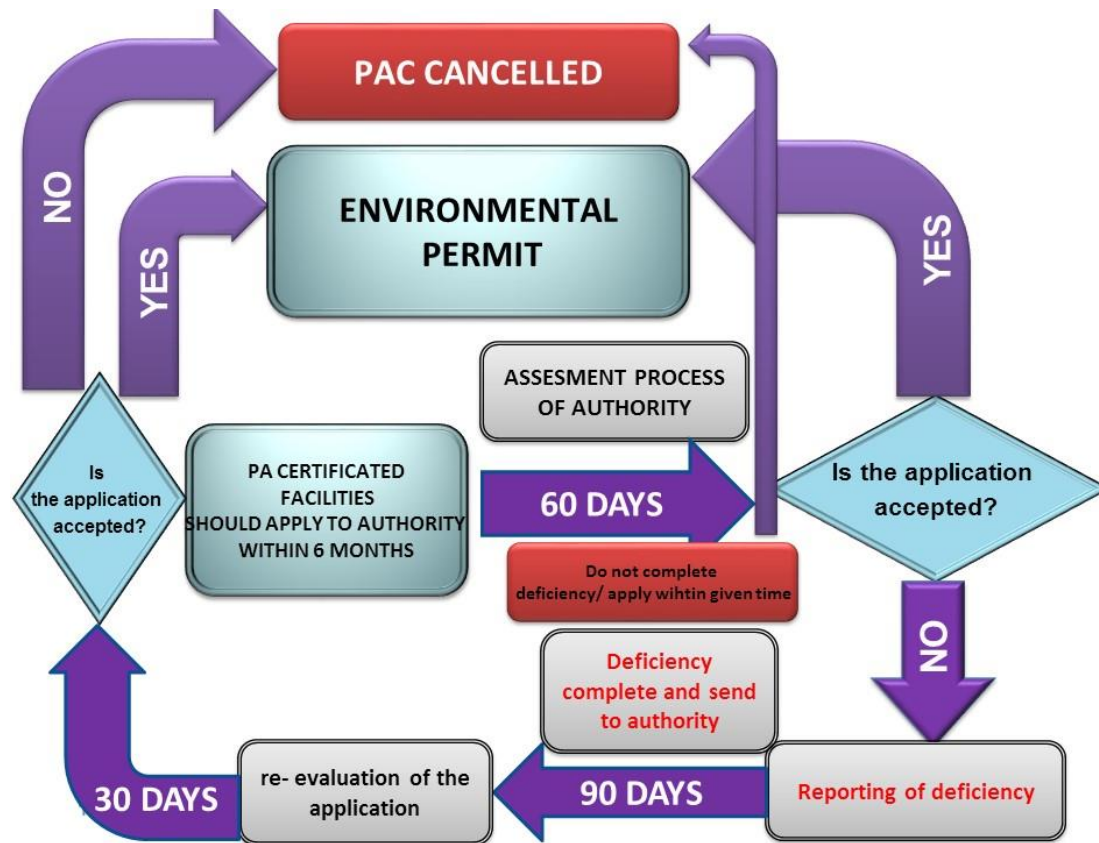 PAC CANCELLED
NO
YES
ENVIRONMENTAL
PERMIT
YES
ASSESMENT PROCESS
OF AUTHORITY
Is
the application
accepted?
PA CERTIFICATED
FACILITIES
SHOULD APPLY TO AUTHORITY
WITHIN 6 MONTHS
60 DAYS
Is the application
accepted?
Do not complete
deficiency/ apply wihtin given time
NO
Deficiency
complete and send
to authority
30 DAYS
re- evaluation of the
application
90 DAYS
Reporting of deficiency